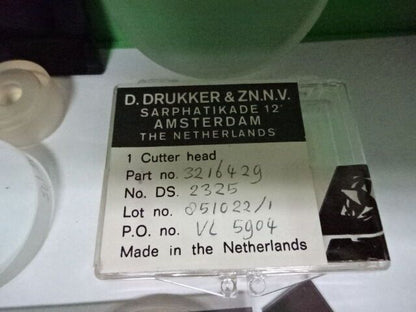 D. DRUKKER & ZN.N.V.
SARPHATIKADE 12
AMSTERDAM
THE NETHERLANDS
1 Cutter head
Part no. 3216429
No. DS. 2325
Lot no. 851022/1
P.O. no. VL 5904
Made in the Netherlands